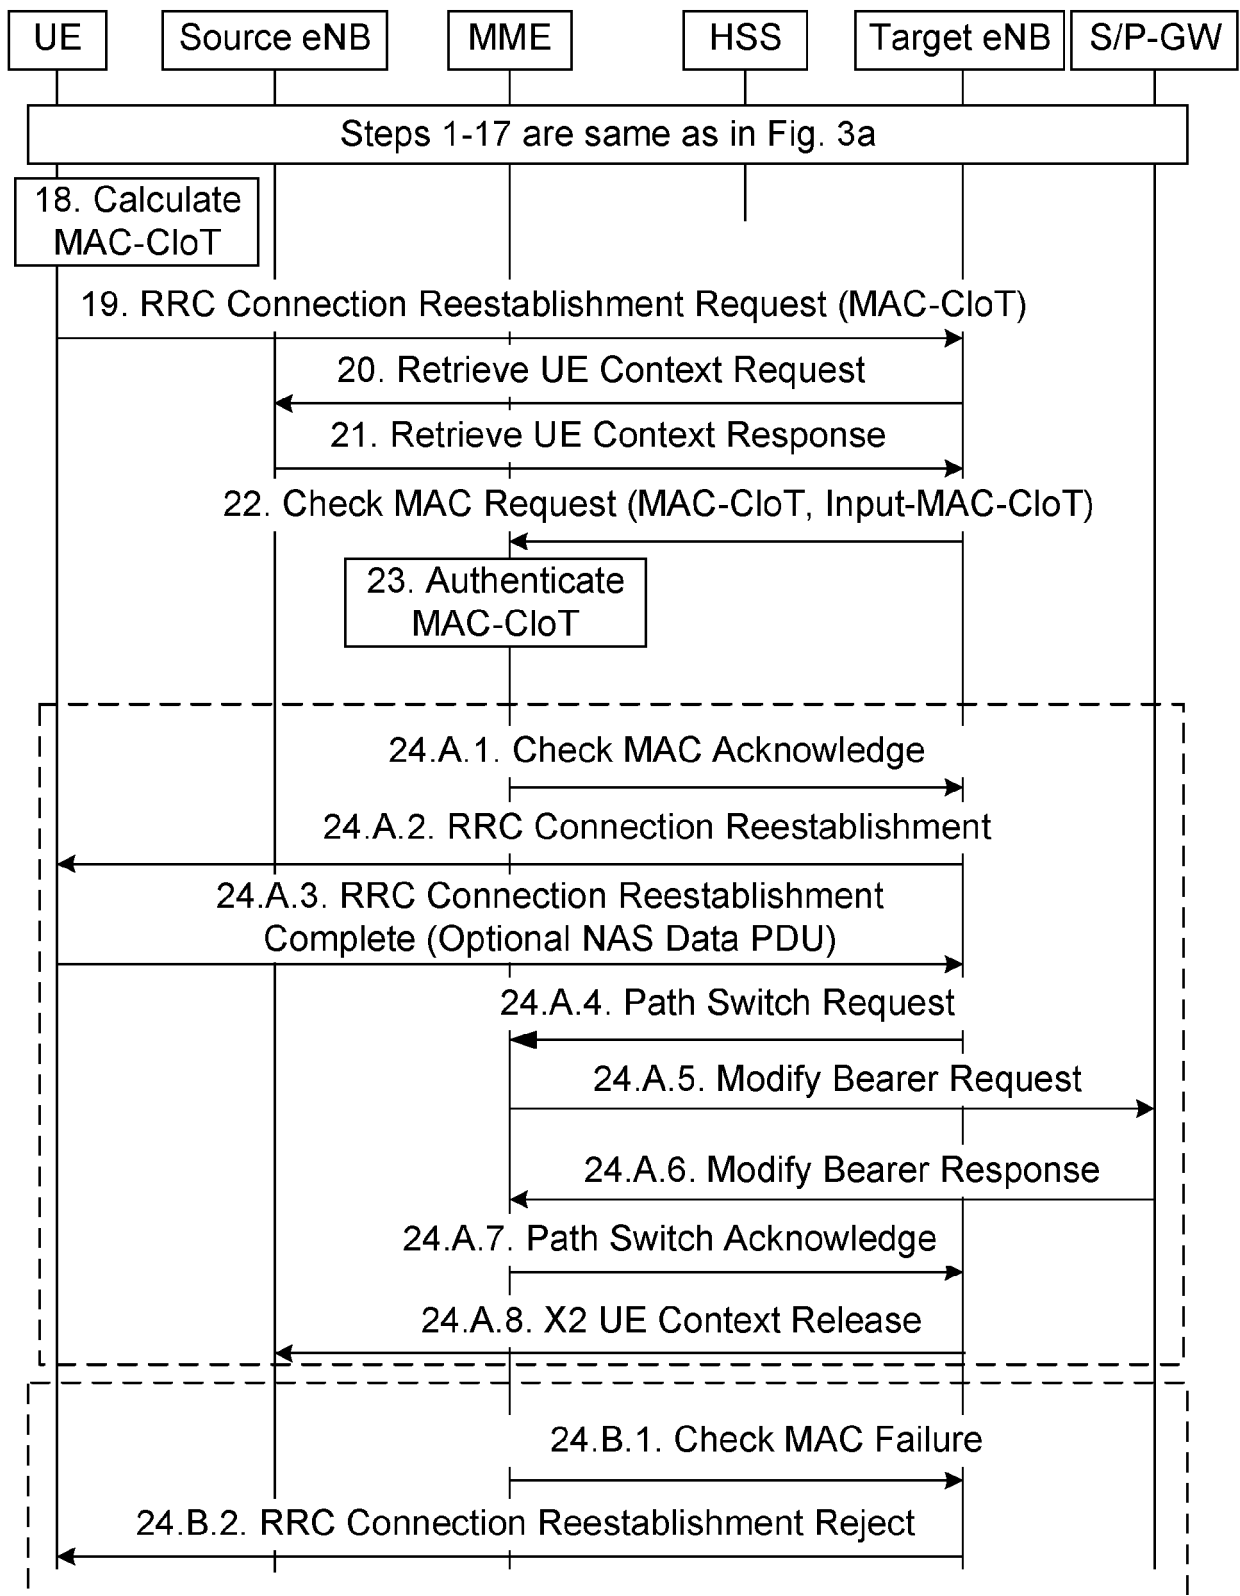 UE
Source eNB
MME
HSS
Target eNB
S/P-GW
Steps 1-17 are same as in Fig. 3a
18. Calculate
MAC-CIoT
19. RRC Connection Reestablishment Request (MAC-CIoT)
20. Retrieve UE Context Request
21. Retrieve UE Context Response
22. Check MAC Request (MAC-CIoT, Input-MAC-CIoT)
23. Authenticate
MAC-CIoT
24.A.1. Check MAC Acknowledge
24.A.2. RRC Connection Reestablishment
24.A.3. RRC Connection Reestablishment
Complete (Optional NAS Data PDU)
24.A.4. Path Switch Request
24.A.5. Modify Bearer Request
24.A.6. Modify Bearer Response
24.A.7. Path Switch Acknowledge
24.A.8. X2 UE Context Release
24.B.1. Check MAC Failure
24.B.2. RRC Connection Reestablishment Reject